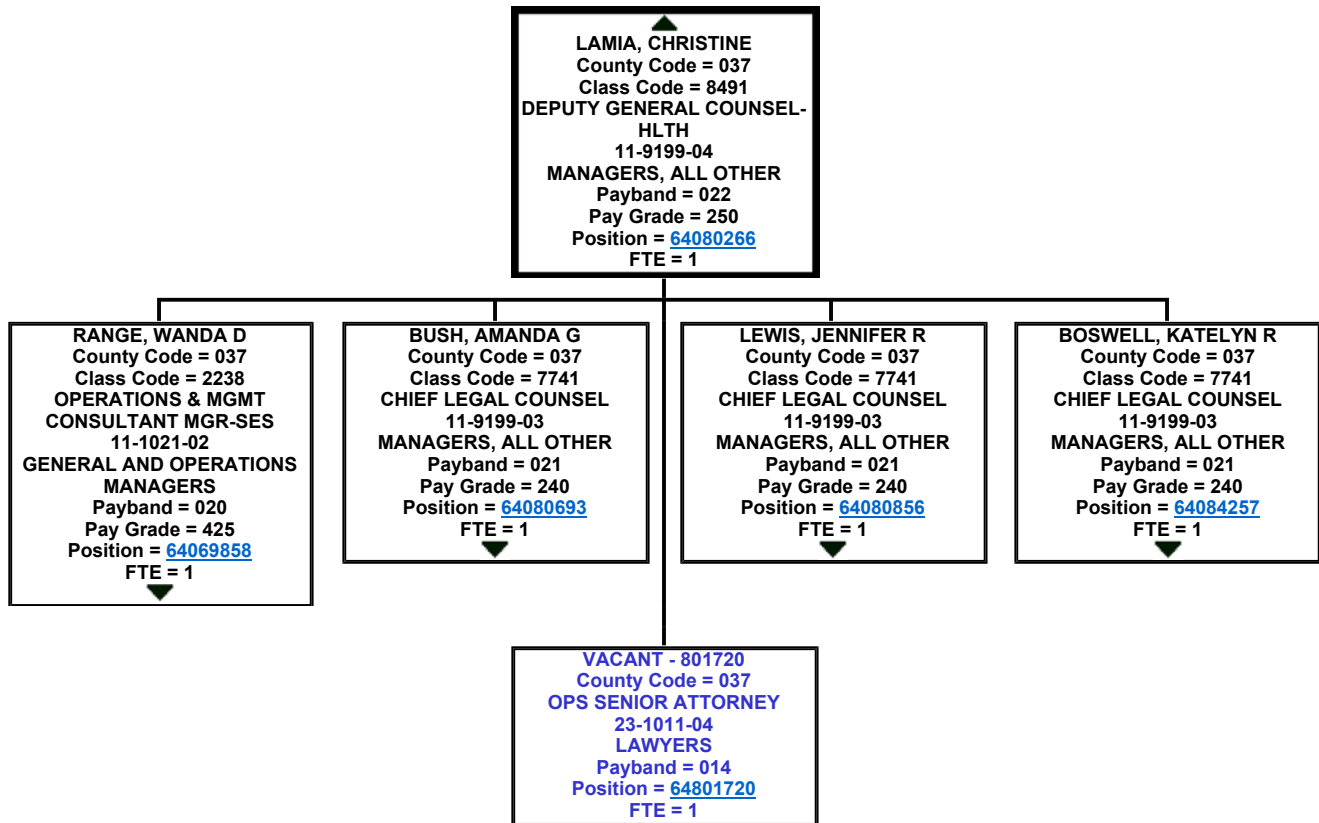 LAMIA, CHRISTINE
County Code = 037
Class Code = 8491
DEPUTY GENERAL COUNSEL-
HLTH
11-9199-04
MANAGERS, ALL OTHER
Payband = 022
Pay Grade = 250
Position = 64080266
FTE = 1
RANGE, WANDA D
County Code = 037
Class Code = 2238
OPERATIONS & MGMT
CONSULTANT MGR-SES
11-1021-02
GENERAL AND OPERATIONS
MANAGERS
Payband = 020
Pay Grade = 425
Position = 64069858
FTE = 1
BUSH, AMANDA G
County Code = 037
Class Code = 7741
CHIEF LEGAL COUNSEL
11-9199-03
MANAGERS, ALL OTHER
Payband = 021
Pay Grade = 240
Position = 64080693
FTE = 1
LEWIS, JENNIFER R
County Code = 037
Class Code = 7741
CHIEF LEGAL COUNSEL
11-9199-03
MANAGERS, ALL OTHER
Payband = 021
Pay Grade = 240
Position = 64080856
FTE = 1
BOSWELL, KATELYN R
County Code = 037
Class Code = 7741
CHIEF LEGAL COUNSEL
11-9199-03
MANAGERS, ALL OTHER
Payband = 021
Pay Grade = 240
Position = 64084257
FTE = 1
VACANT - 801720
County Code = 037
OPS SENIOR ATTORNEY
23-1011-04
LAWYERS
Payband = 014
Position = 64801720
FTE = 1